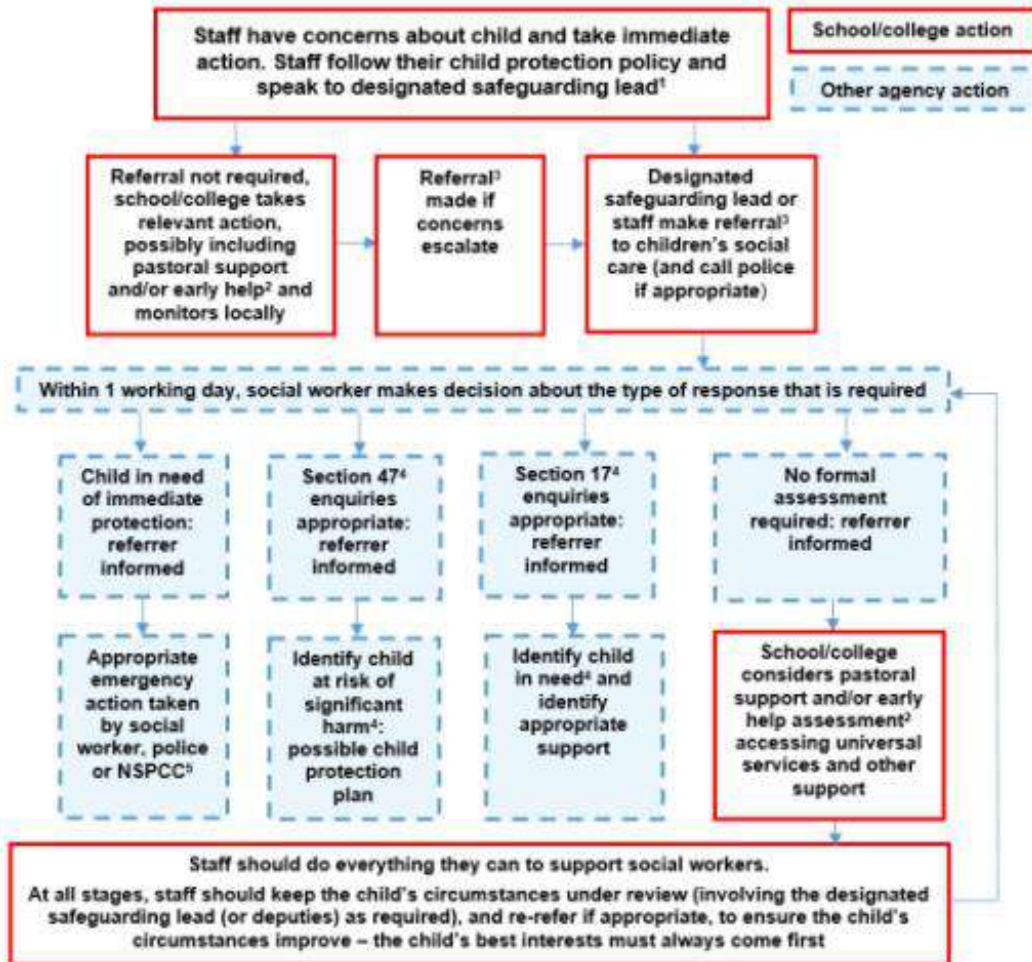 Staff have concerns about child and take immediate
action. Staff follow their child protection policy and
speak to designated safeguarding lead¹
School/college action
Other agency action
Referral not required,
school/college takes
relevant action,
possibly including
pastoral support
and/or early help² and
monitors locally
Referral³
made if
concerns
escalate
Designated
safeguarding lead or
staff make referral³
to children's social
care (and call police
if appropriate)
Within 1 working day, social worker makes decision about the type of response that is required
Child in need
of immediate
protection:
referrer
informed
Section 47⁴
enquiries
appropriate:
referrer
informed
Section 17⁴
enquiries
appropriate:
referrer
informed
No formal
assessment
required: referrer
informed
Appropriate
emergency
action taken
by social
worker, police
or NSPCC⁵
Identify child
at risk of
significant
harm⁴:
possible child
protection
plan
Identify child
in need⁴ and
identify
appropriate
support
School/college
considers pastoral
support and/or early
help assessment²
accessing universal
services and other
support
Staff should do everything they can to support social workers.
At all stages, staff should keep the child's circumstances under review (involving the designated
safeguarding lead (or deputies) as required), and re-refer if appropriate, to ensure the child's
circumstances improve – the child's best interests must always come first